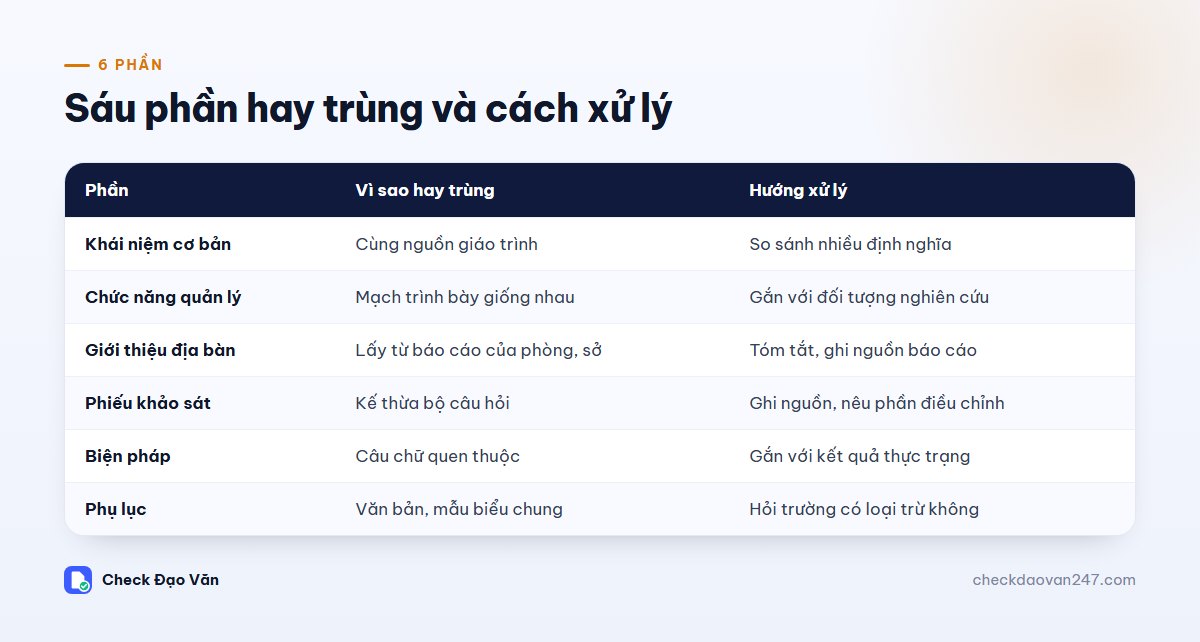 6 PHẦN
Sáu phần hay trùng và cách xử lý
Phần Vì sao hay trùng Hướng xử lý
Khái niệm cơ bản Cùng nguồn giáo trình So sánh nhiều định nghĩa
Chức năng quản lý Mạch trình bày giống nhau Gắn với đối tượng nghiên cứu
Giới thiệu địa bàn Lấy từ báo cáo của phòng, sở Tóm tắt, ghi nguồn báo cáo
Phiếu khảo sát Kế thừa bộ câu hỏi Ghi nguồn, nêu phần điều chỉnh
Biện pháp Câu chữ quen thuộc Gắn với kết quả thực trạng
Phụ lục Văn bản, mẫu biểu chung Hỏi trường có loại trừ không
Check Đạo Văn checkdaovan247.com